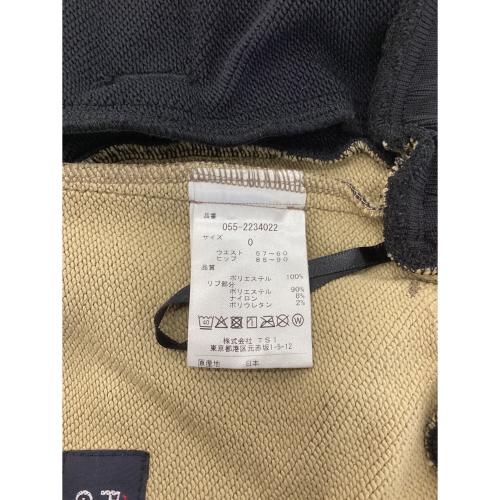 品番
055-2234022
サイズ
0
ウエスト 57〜60
ヒップ 85〜90
品質
ポリエステル 100%
リブ部分
ポリエステル 90%
ナイロン 8%
ポリウレタン 2%
40
W
株式会社 TSI
東京都港区元赤坂1-5-12
原産地 日本